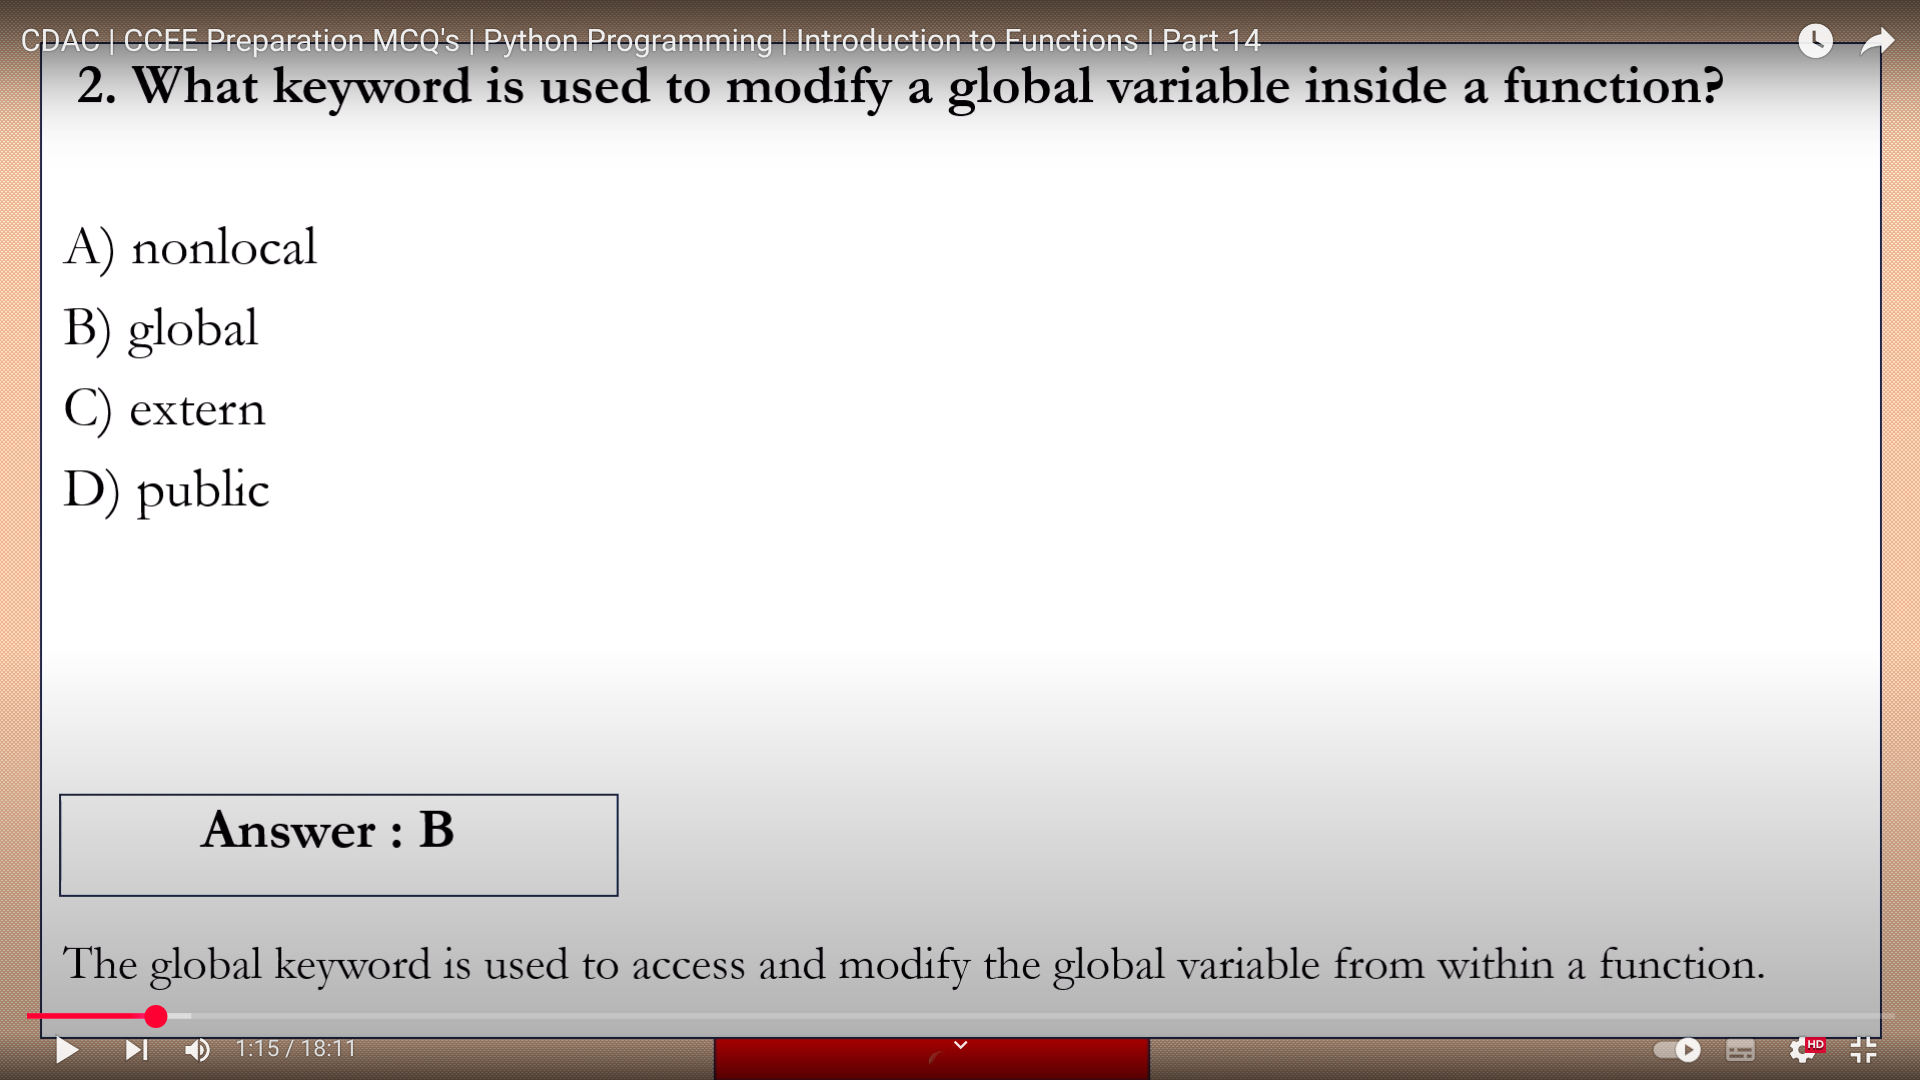 CDAC | CCEE Preparation MCQ's | Python Programming | Introduction to Functions | Part 14
2. What keyword is used to modify a global variable inside a function?
A) nonlocal
B) global
C) extern
D) public
Answer : B
The global keyword is used to access and modify the global variable from within a function.
1:15 / 18:11
HD